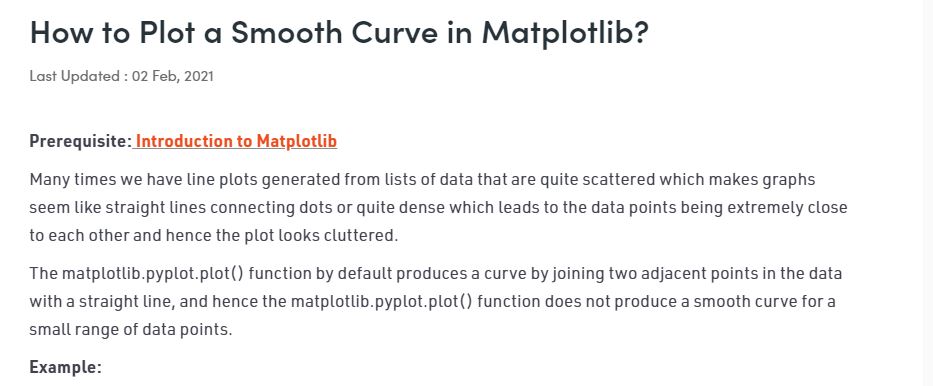 How to Plot a Smooth Curve in Matplotlib?
Last Updated : 02 Feb, 2021
Prerequisite: Introduction to Matplotlib
Many times we have line plots generated from lists of data that are quite scattered which makes graphs
seem like straight lines connecting dots or quite dense which leads to the data points being extremely close
to each other and hence the plot looks cluttered.
The matplotlib.pyplot.plot() function by default produces a curve by joining two adjacent points in the data
with a straight line, and hence the matplotlib.pyplot.plot() function does not produce a smooth curve for a
small range of data points.
Example: